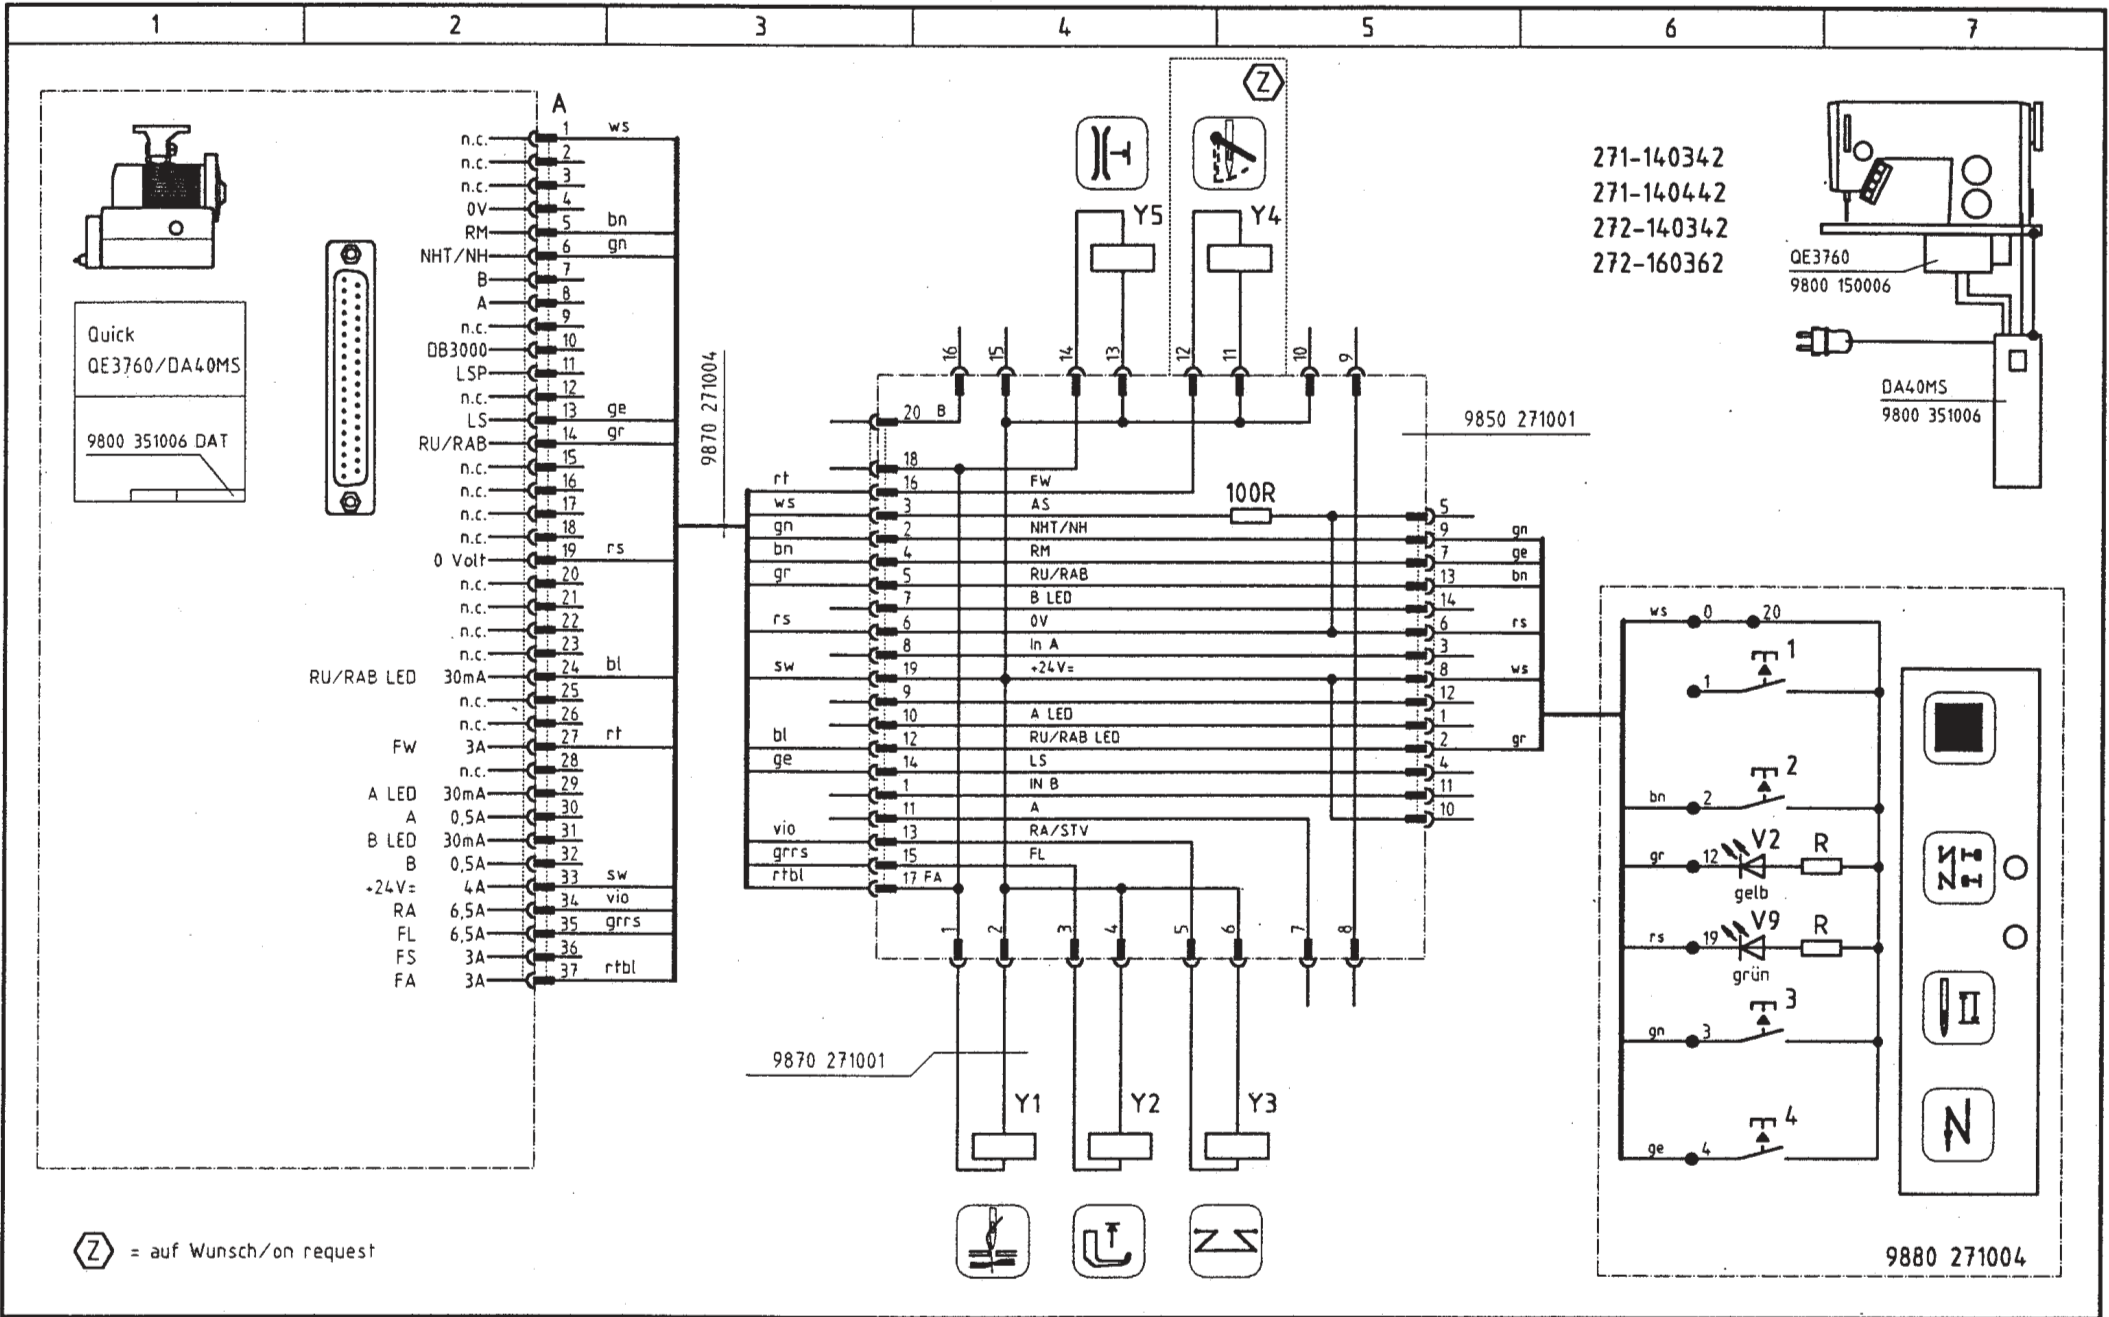 1 2 3 4 5 6 7
A
n.c. 1 ws
n.c. 2
n.c. 3
0V 4
RM 5 bn
NHT/NH 6 gn
B 7
A 8
n.c. 9
DB3000 10
LSP 11
n.c. 12
LS 13 ge
RU/RAB 14 gr
n.c. 15
n.c. 16
n.c. 17
n.c. 18
0 Volt 19 rs
n.c. 20
n.c. 21
n.c. 22
n.c. 23
RU/RAB LED 30mA 24 bl
n.c. 25
n.c. 26
FW 3A 27 rt
n.c. 28
A LED 30mA 29
A 0,5A 30
B LED 30mA 31
B 0,5A 32
+24V= 4A 33 sw
RA 6,5A 34 vio
FL 6,5A 35 grrs
FS 3A 36
FA 3A 37 rtbl
Quick
QE3760/DA40MS
9800 351006 DAT
Z = auf Wunsch/on request
9870 271004
Z
Y5 Y4
16 15 14 13 12 11 10 9
20 B
18
rt 16 FW
100R
ws 3 AS 5
gn 2 NHT/NH 9 gn
bn 4 RM 7 ge
gr 5 RU/RAB 13 bn
7 B LED 14
rs 6 0V 6 rs
8 In A 3
sw 19 +24V= 8 ws
9 12
10 A LED 1
bl 12 RU/RAB LED 2 gr
ge 14 LS 4
1 IN B 11
11 A 10
vio 13 RA/STV
grrs 15 FL
rtbl 17 FA
1 2 3 4 5 6 7 8
9870 271001
Y1 Y2 Y3
9850 271001
271-140342
271-140442
272-140342
272-160362
QE3760
9800 150006
DA40MS
9800 351006
ws 0 20
1 1
bn 2 2
gr 12 V2 R
gelb
rs 19 V9 R
grün
gn 3 3
ge 4 4
9880 271004